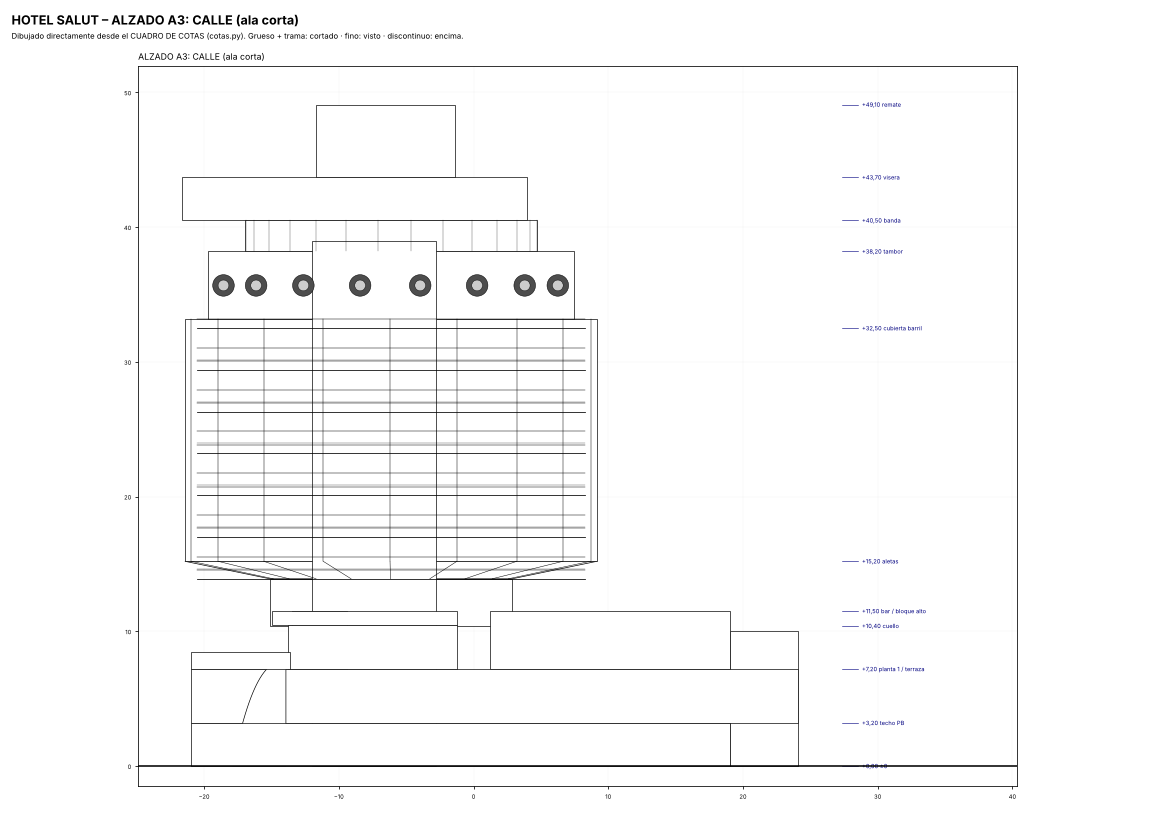 HOTEL SALUT – ALZADO A3: CALLE (ala corta)
Dibujado directamente desde el CUADRO DE COTAS (cotas.py). Grueso + trama: cortado · fino: visto · discontinuo: encima.
ALZADO A3: CALLE (ala corta)
50
+49,10 remate
+43,70 visera
+40,50 banda
40
+38,20 tambor
+32,50 cubierta barril
30
20
+15,20 aletas
+11,50 bar / bloque alto
+10,40 cuello
10
+7,20 planta 1 / terraza
+3,20 techo PB
0
−20
−10
0
10
20
30
40